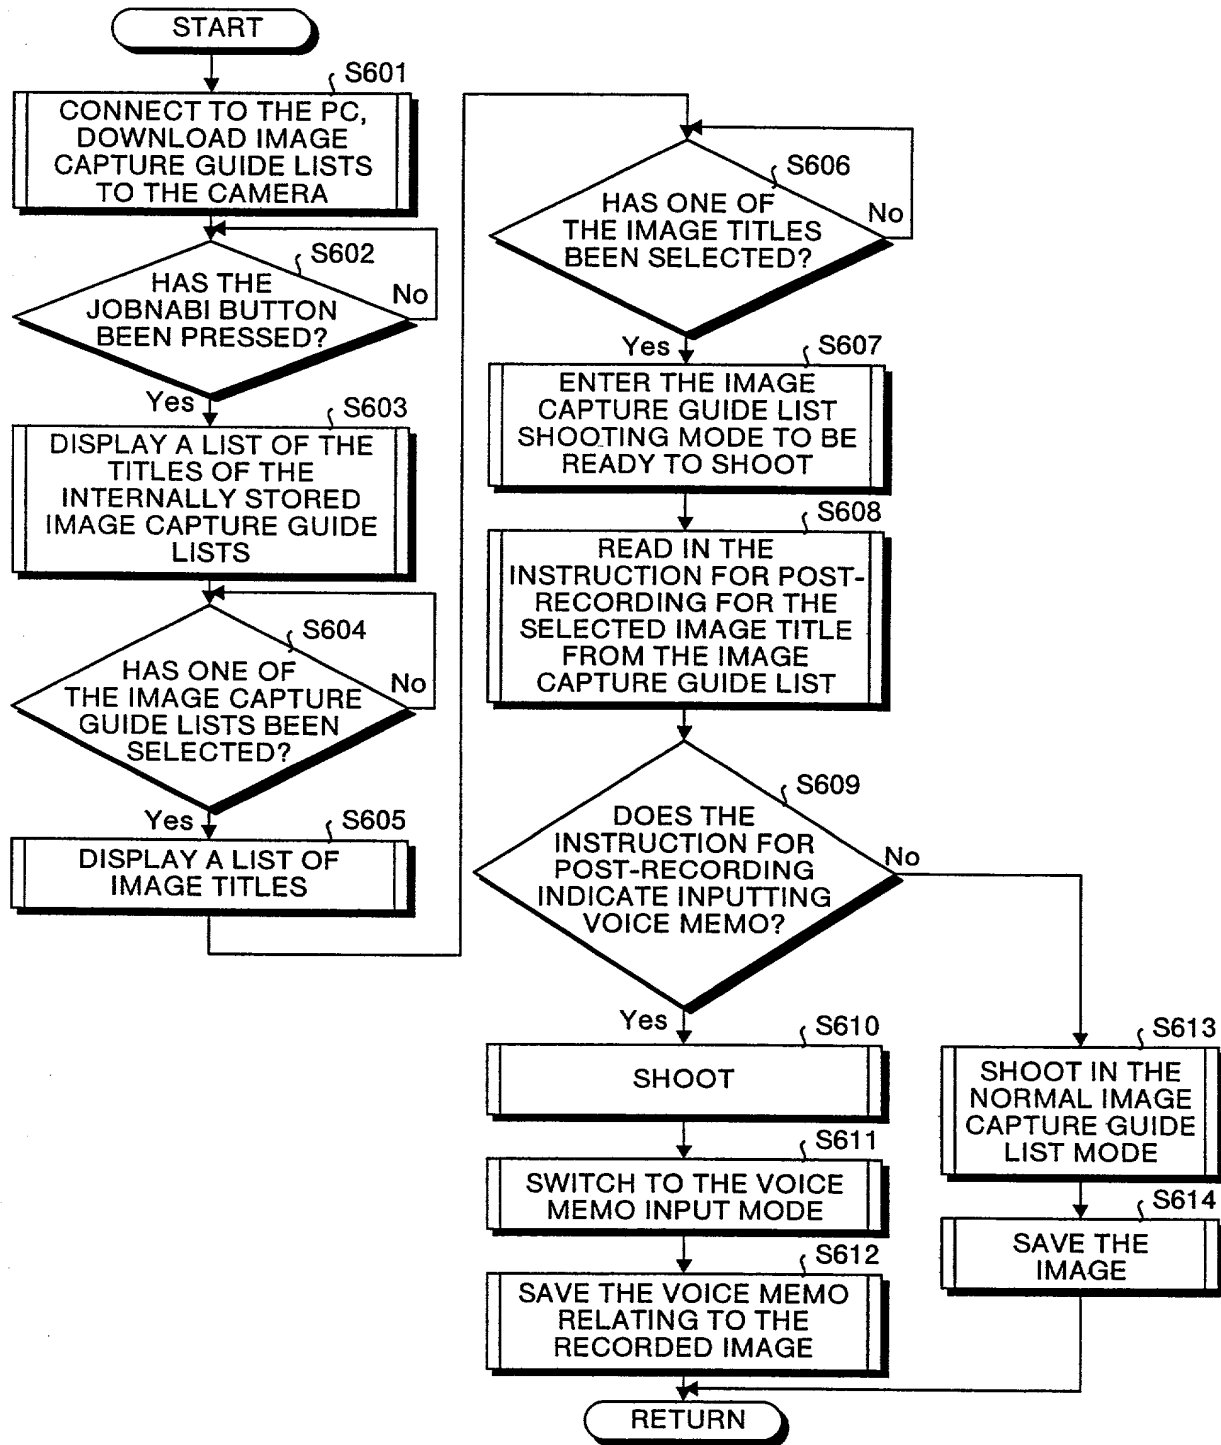 START
S601
CONNECT TO THE PC,
DOWNLOAD IMAGE
CAPTURE GUIDE LISTS
TO THE CAMERA
S602
HAS THE
JOBNABI BUTTON
BEEN PRESSED?
No
Yes
S603
DISPLAY A LIST OF THE
TITLES OF THE
INTERNALLY STORED
IMAGE CAPTURE GUIDE
LISTS
S604
HAS ONE OF
THE IMAGE CAPTURE
GUIDE LISTS BEEN
SELECTED?
No
Yes
S605
DISPLAY A LIST OF
IMAGE TITLES
S606
HAS ONE OF
THE IMAGE TITLES
BEEN SELECTED?
No
Yes
S607
ENTER THE IMAGE
CAPTURE GUIDE LIST
SHOOTING MODE TO BE
READY TO SHOOT
S608
READ IN THE
INSTRUCTION FOR POST-
RECORDING FOR THE
SELECTED IMAGE TITLE
FROM THE IMAGE
CAPTURE GUIDE LIST
S609
DOES THE
INSTRUCTION FOR
POST-RECORDING
INDICATE INPUTTING
VOICE MEMO?
No
Yes
S610
SHOOT
S611
SWITCH TO THE VOICE
MEMO INPUT MODE
S612
SAVE THE VOICE MEMO
RELATING TO THE
RECORDED IMAGE
S613
SHOOT IN THE
NORMAL IMAGE
CAPTURE GUIDE
LIST MODE
S614
SAVE THE
IMAGE
RETURN